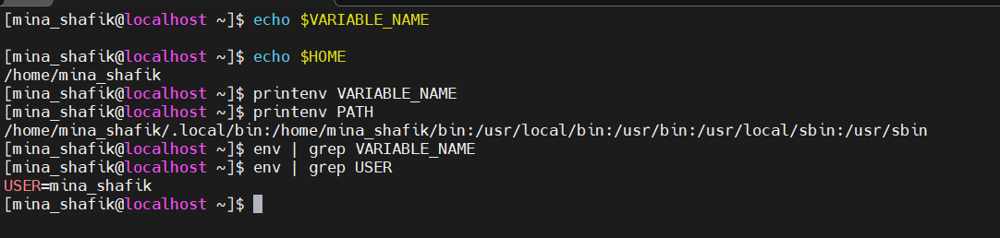 [mina_shafik@localhost ~]$ echo $VARIABLE_NAME

[mina_shafik@localhost ~]$ echo $HOME
/home/mina_shafik
[mina_shafik@localhost ~]$ printenv VARIABLE_NAME
[mina_shafik@localhost ~]$ printenv PATH
/home/mina_shafik/.local/bin:/home/mina_shafik/bin:/usr/local/bin:/usr/bin:/usr/local/sbin:/usr/sbin
[mina_shafik@localhost ~]$ env | grep VARIABLE_NAME
[mina_shafik@localhost ~]$ env | grep USER
USER=mina_shafik
[mina_shafik@localhost ~]$